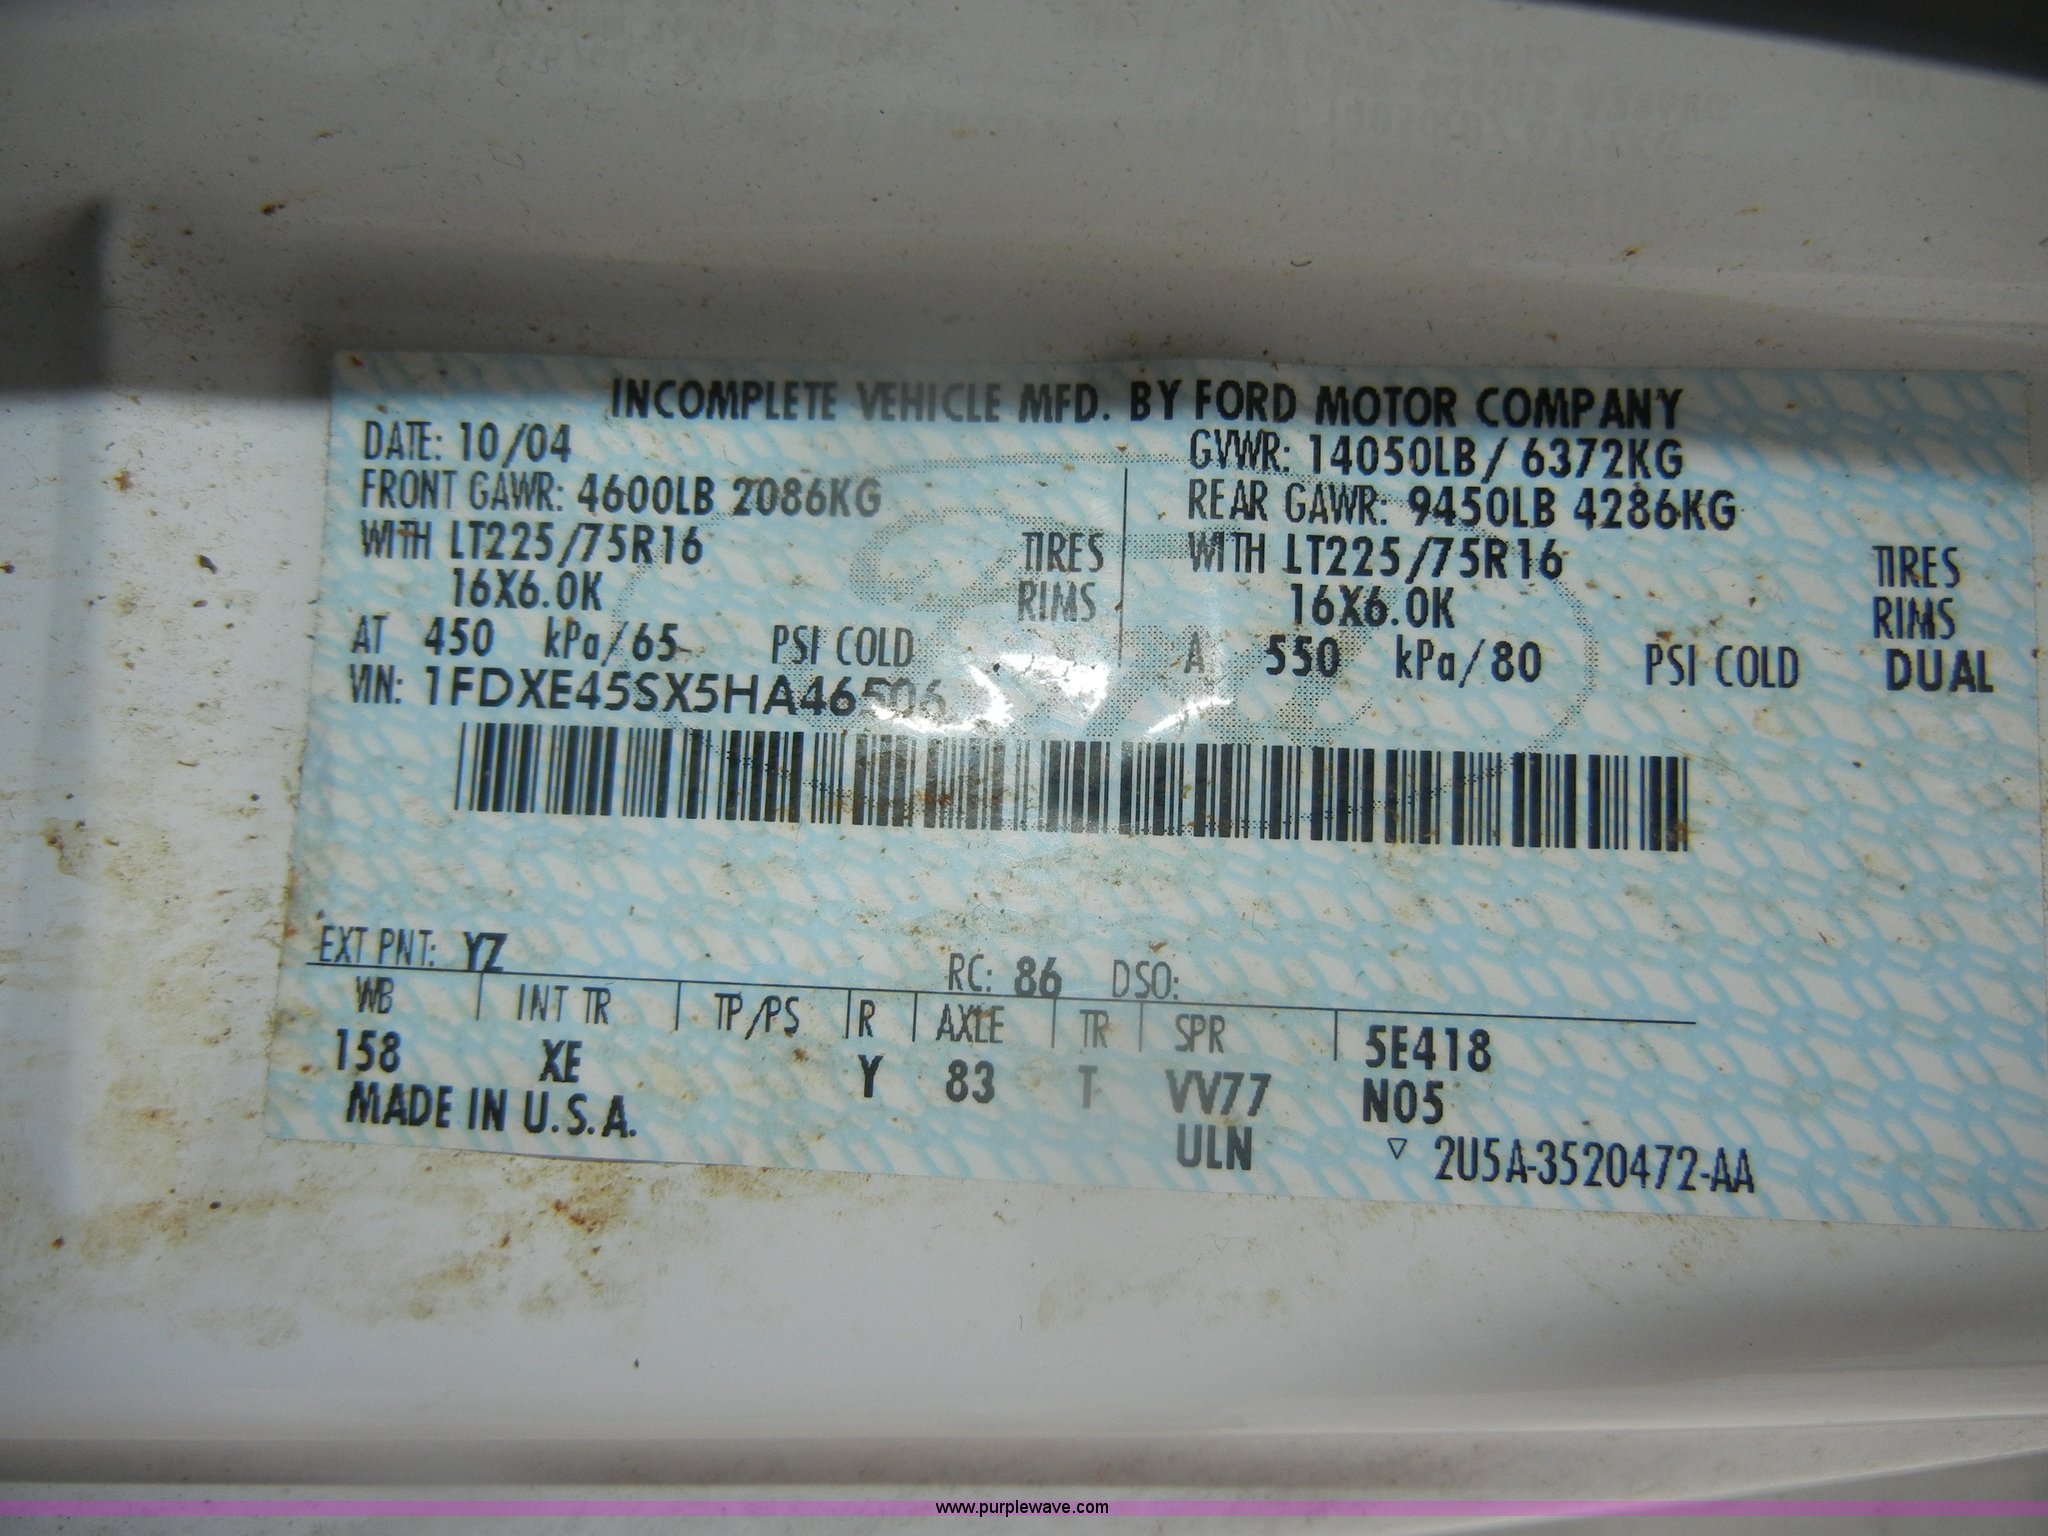 INCOMPLETE VEHICLE MFD. BY FORD MOTOR COMPANY
DATE: 10/04 GVWR: 14050LB/ 6372KG
FRONT GAWR: 4600LB 2086KG REAR GAWR: 9450LB 4286KG
WITH LT225/75R16 TIRES WITH LT225/75R16 TIRES
16X6.0K RIMS 16X6.0K RIMS
AT 450 kPa/65 PSI COLD A 550 kPa/80 PSI COLD DUAL
VIN: 1FDXE45SX5HA46506
EXT PNT: YZ RC: 86 DSO:
WB INT TR TP/PS R AXLE TR SPR 5E418
158 XE Y 83 T VV77 N05
MADE IN U.S.A. ULN ▽ 2U5A-3520472-AA
www.purplewave.com